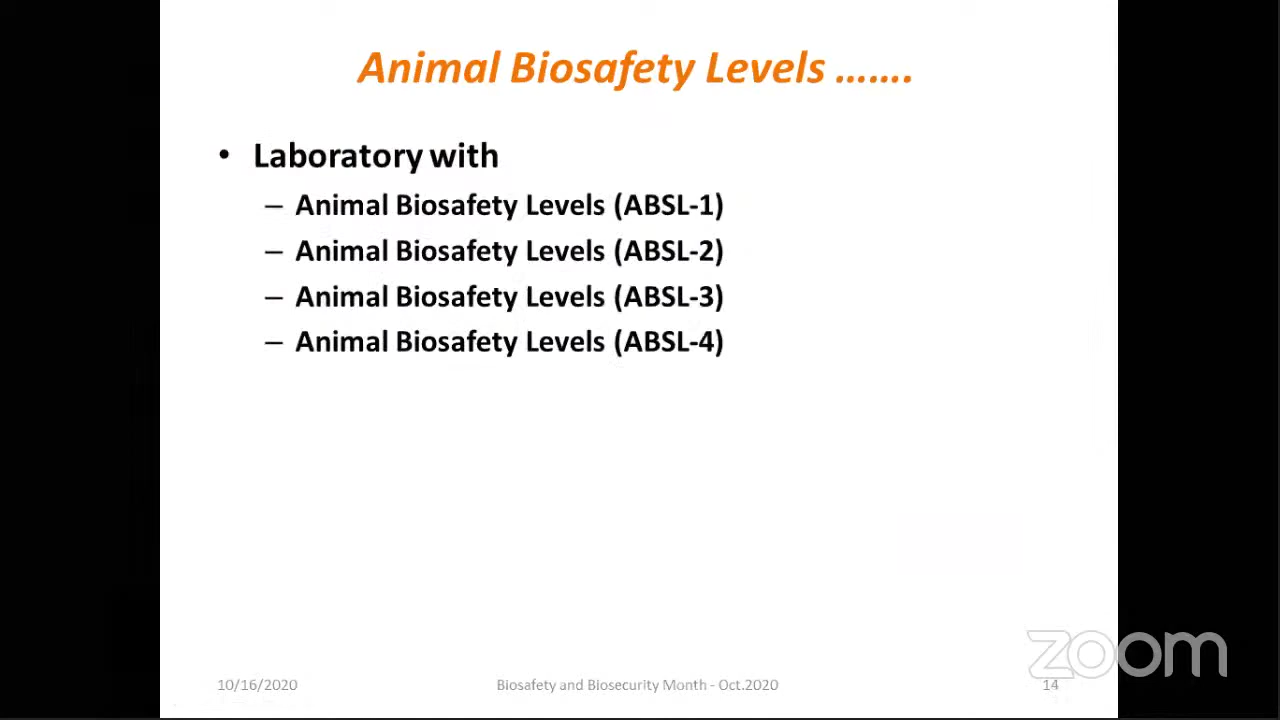 Animal Biosafety Levels …….
• Laboratory with
– Animal Biosafety Levels (ABSL-1)
– Animal Biosafety Levels (ABSL-2)
– Animal Biosafety Levels (ABSL-3)
– Animal Biosafety Levels (ABSL-4)
zoom
10/16/2020 Biosafety and Biosecurity Month - Oct.2020 14